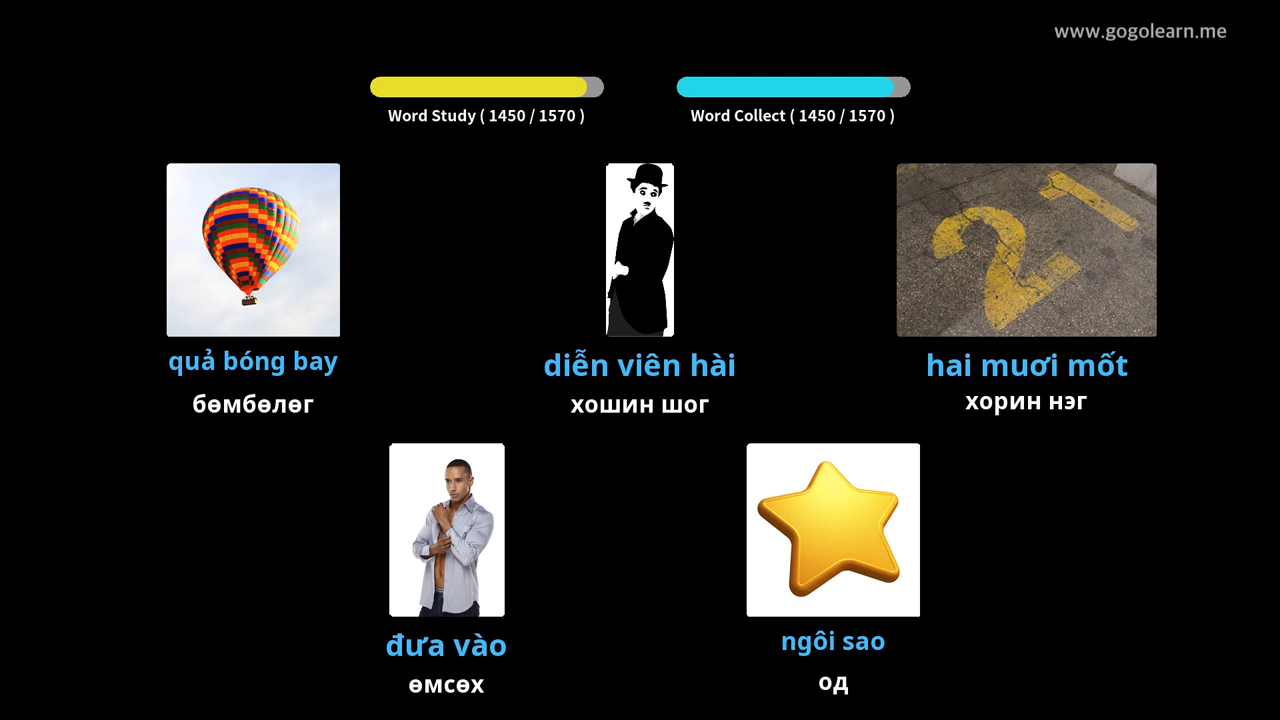 www.gogolearn.me
Word Study ( 1450 / 1570 )
Word Collect ( 1450 / 1570 )
21
quả bóng bay
diễn viên hài
hai mươi mốt
бөмбөлөг
хошин шог
хорин нэг
đưa vào
ngôi sao
өмсөх
од